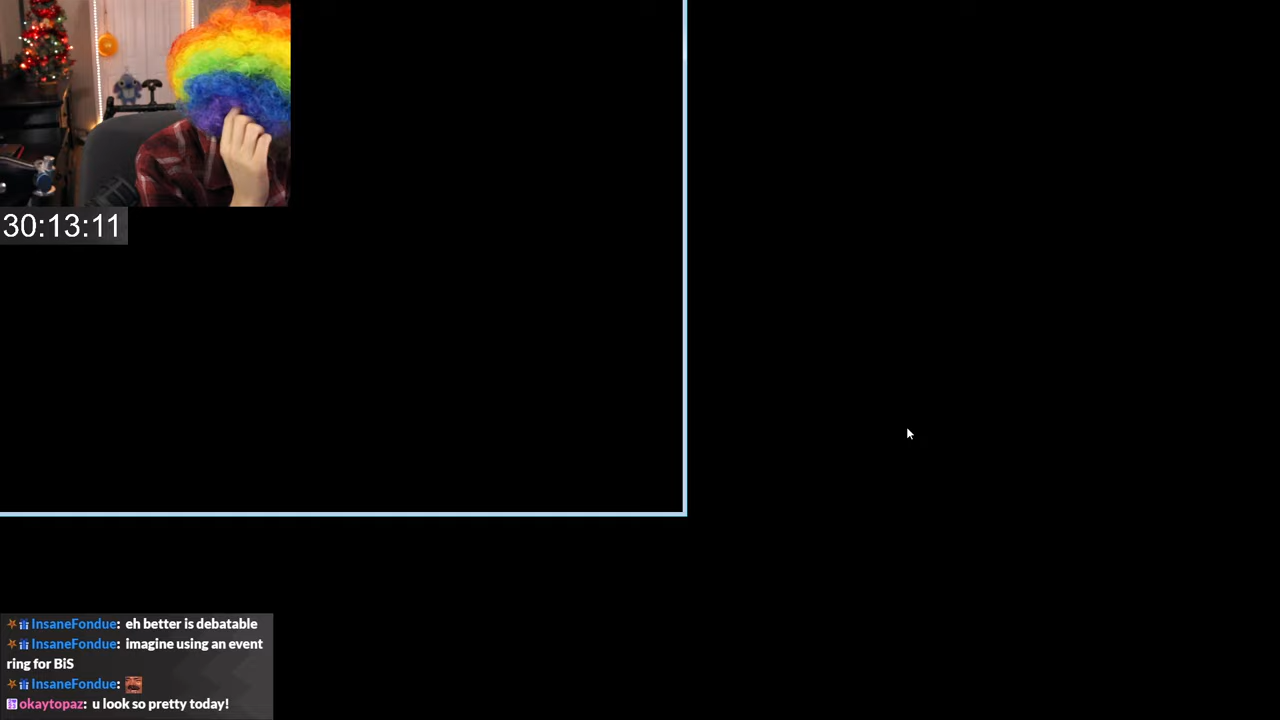 30:13:11
InsaneFondue: eh better is debatable
InsaneFondue: imagine using an event
ring for BiS
InsaneFondue:
okaytopaz: u look so pretty today!